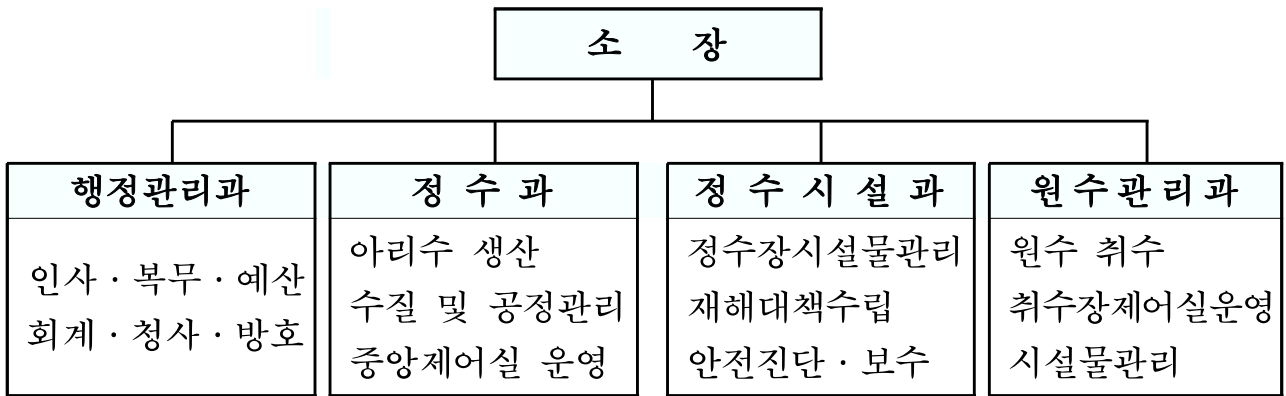 소 장
행정관리과
인사 · 복무 · 예산
회계 · 청사 · 방호
정 수 과
아리수 생산
수질 및 공정관리
중앙제어실 운영
정 수 시 설 과
정수장시설물관리
재해대책수립
안전진단 · 보수
원수관리과
원수 취수
취수장제어실운영
시설물관리